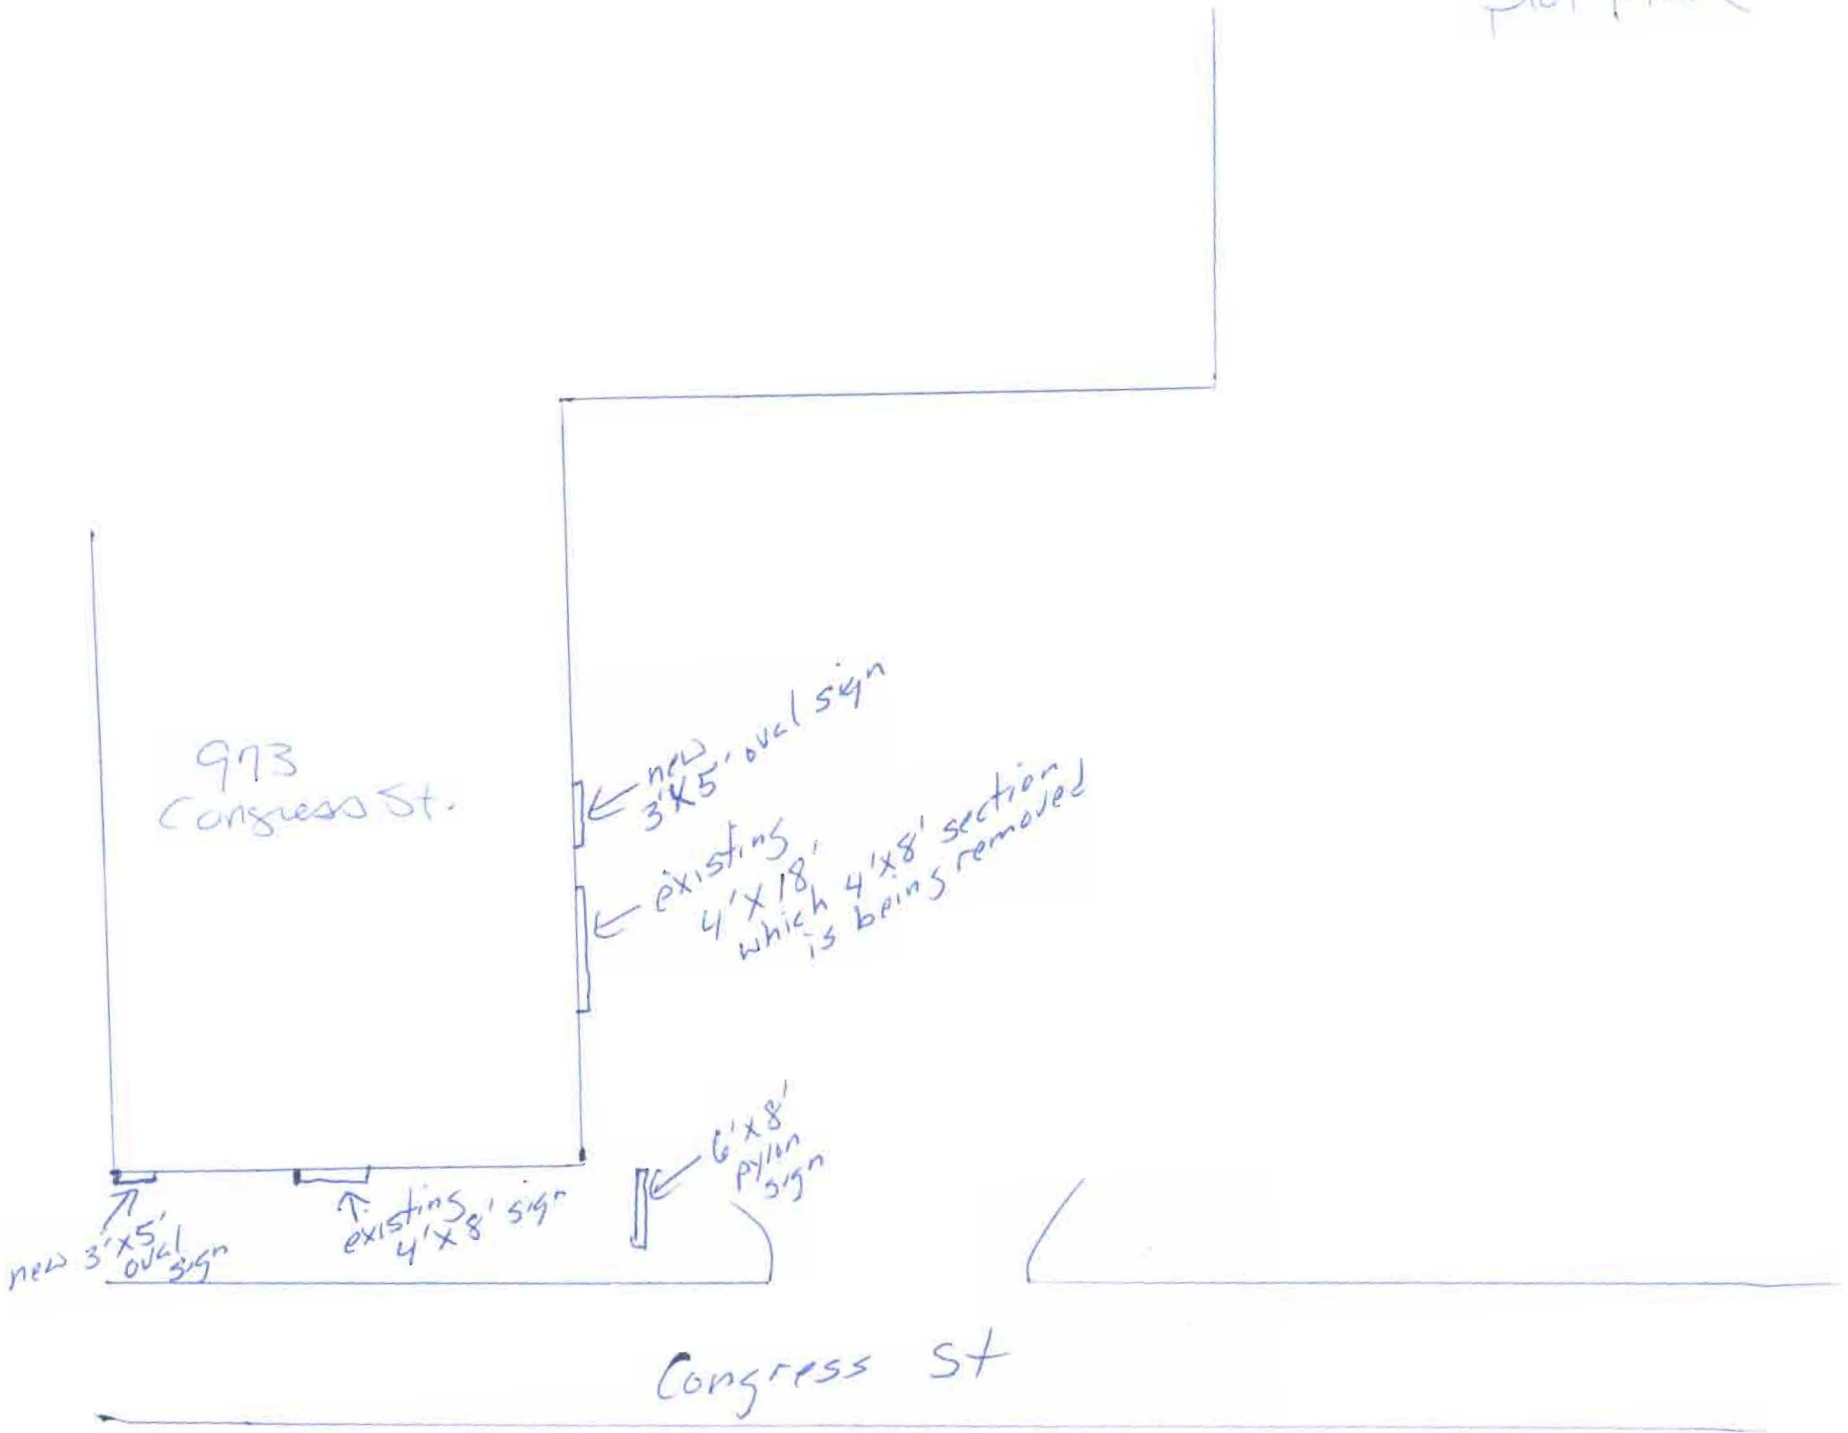 973
Congress St.
new
3'x5' oval sign
existing
4'x18'
which 4'x8' section
is being removed
6'x8'
pylon
sign
new 3'x5'
oval
sign
existing
4'x8' sign
Congress St